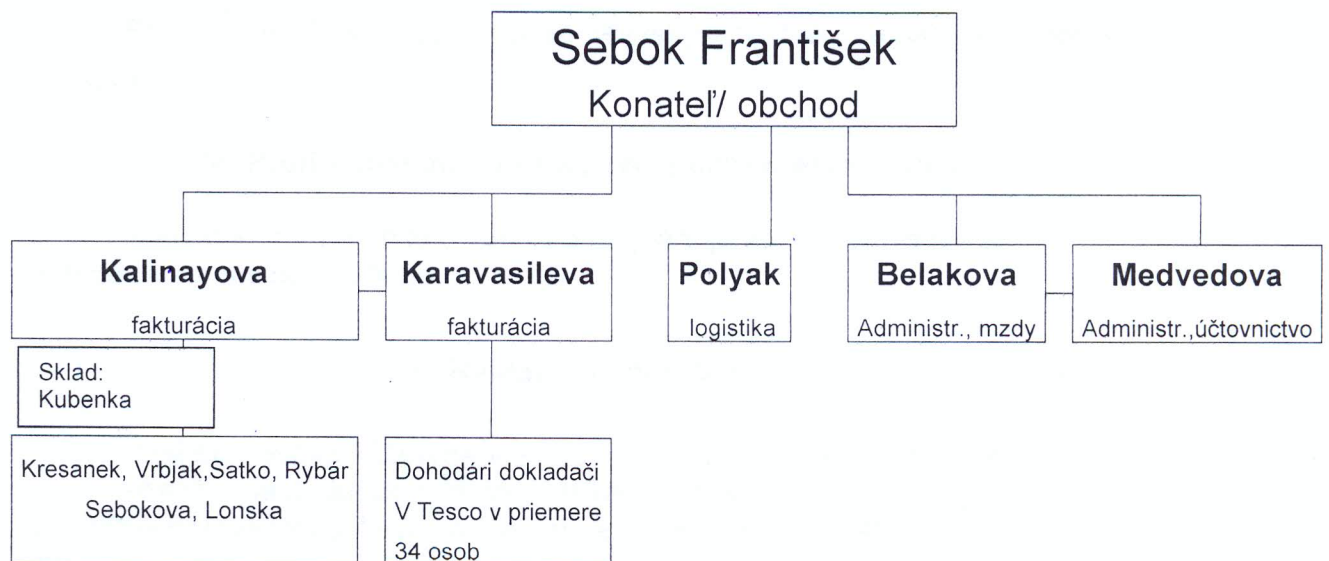 Sebok František
Konateľ/ obchod
Kalinayova
fakturácia
Karavasileva
fakturácia
Polyak
logistika
Belakova
Administr., mzdy
Medvedova
Administr.,účtovnictvo
Sklad:
Kubenka
Kresanek, Vrbjak,Satko, Rybár
Sebokova, Lonska
Dohodári dokladači
V Tesco v priemere
34 osob